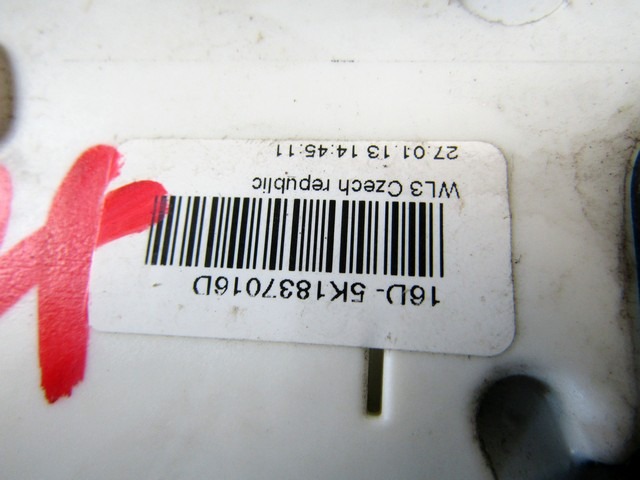 16D- 5K1837016D
WL3 Czech republic
27.01.13 14:45:11